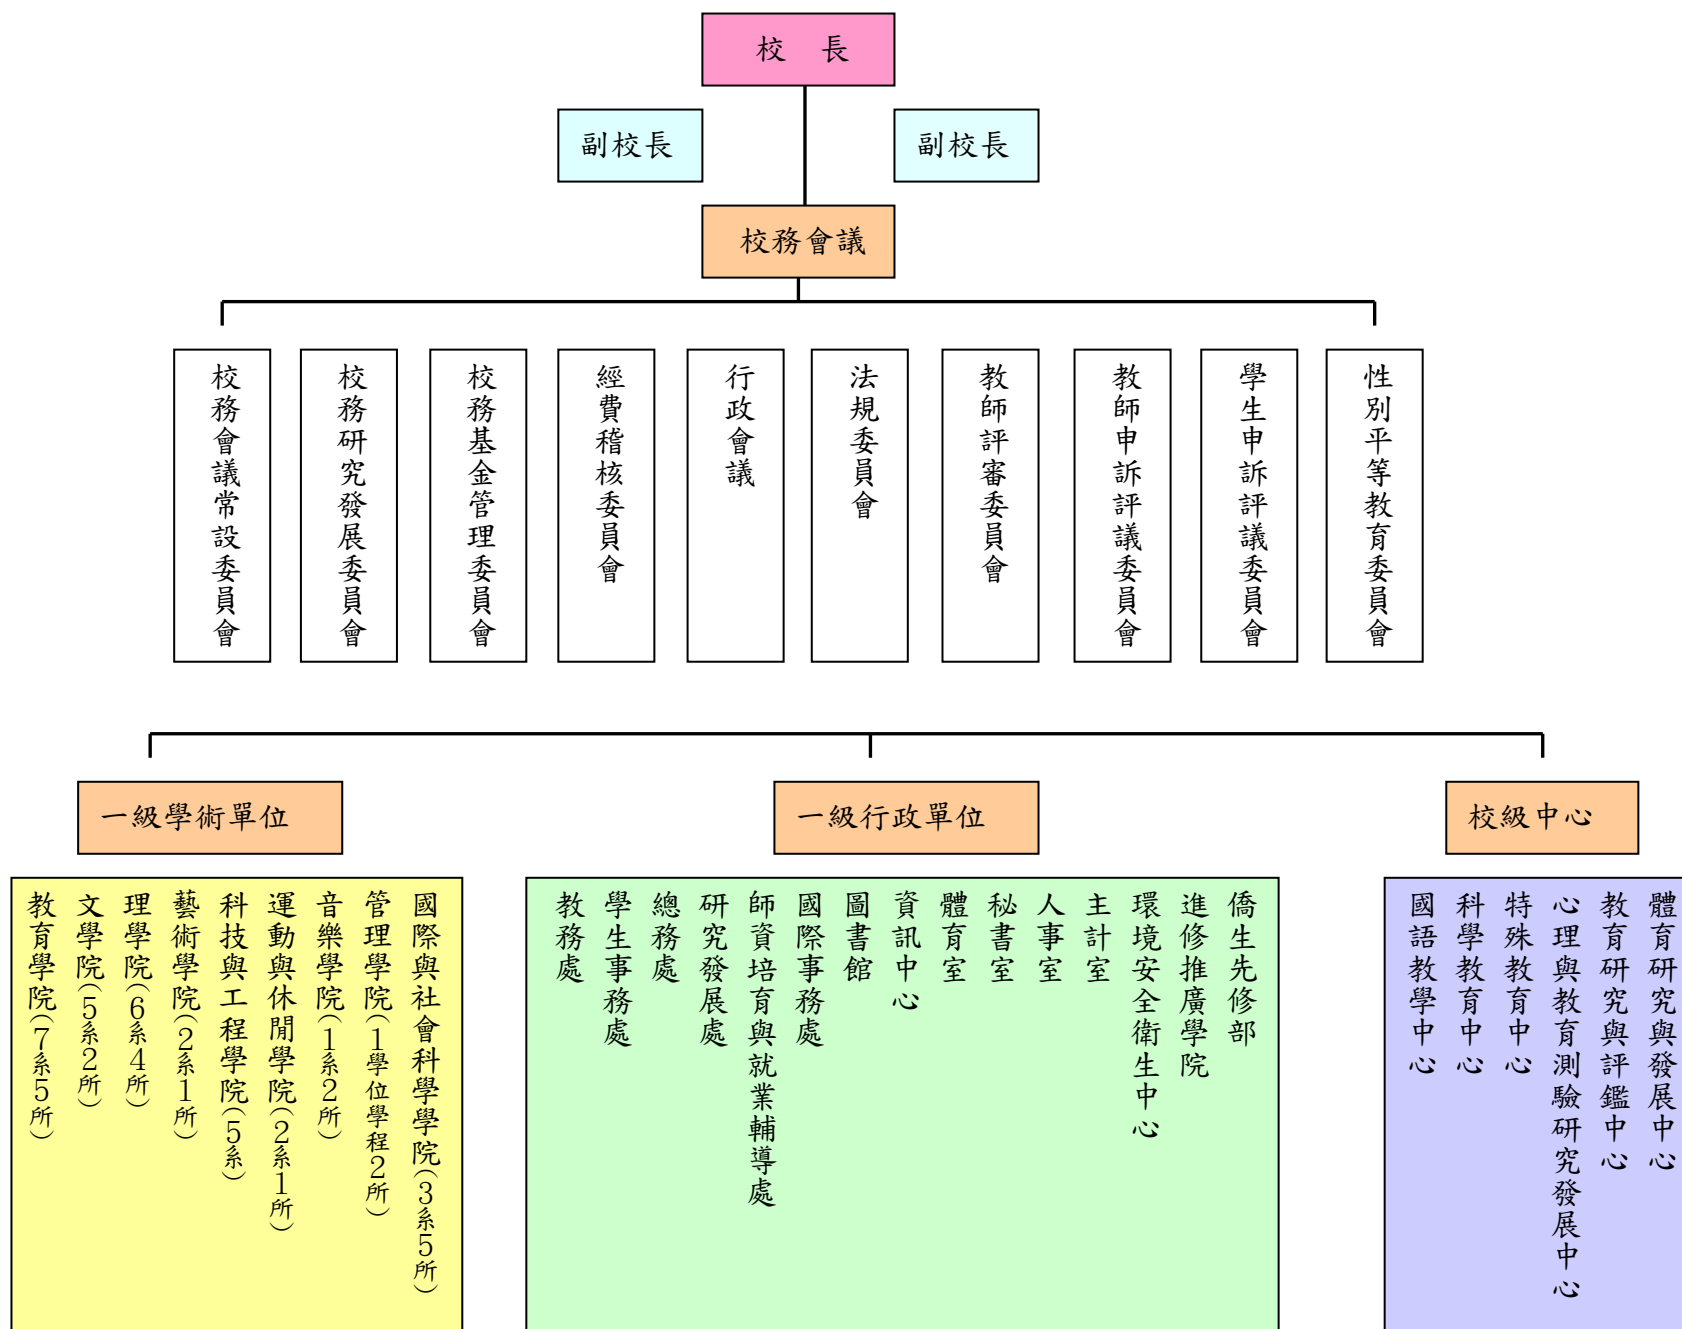 校　長
副校長
副校長
校務會議
校務會議常設委員會
校務研究發展委員會
校務基金管理委員會
經費稽核委員會
行政會議
法規委員會
教師評審委員會
教師申訴評議委員會
學生申訴評議委員會
性別平等教育委員會
一級學術單位
一級行政單位
校級中心
教育學院(7系5所)
文學院(5系2所)
理學院(6系4所)
藝術學院(2系1所)
科技與工程學院(5系)
運動與休閒學院(2系1所)
音樂學院(1系2所)
管理學院(1學位學程2所)
國際與社會科學學院(3系5所)
教務處
學生事務處
總務處
研究發展處
師資培育與就業輔導處
國際事務處
圖書館
資訊中心
體育室
秘書室
人事室
主計室
環境安全衛生中心
進修推廣學院
僑生先修部
國語教學中心
科學教育中心
特殊教育中心
心理與教育測驗研究發展中心
教育研究與評鑑中心
體育研究與發展中心